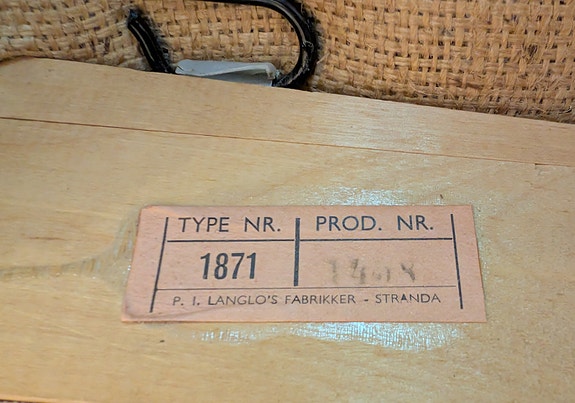 TYPE NR. PROD. NR.
1871
P. I. LANGLO'S FABRIKKER - STRANDA